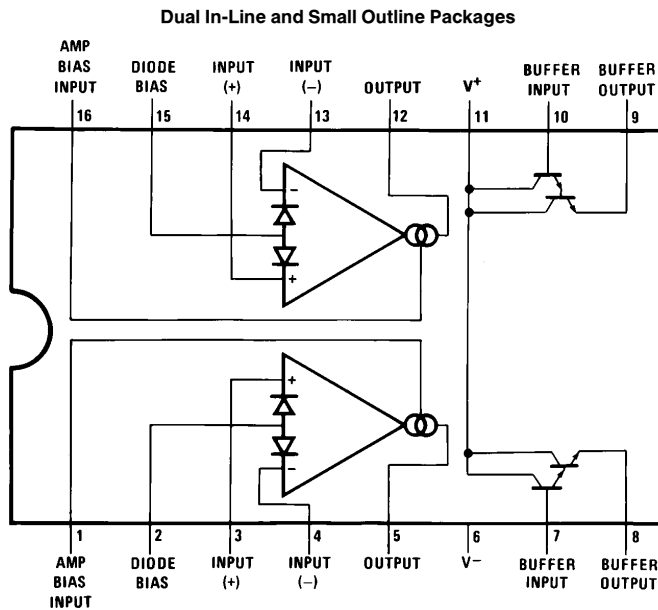 Dual In-Line and Small Outline Packages
AMP
BIAS
INPUT
DIODE
BIAS
INPUT
(+)
INPUT
(−)
OUTPUT
V+
BUFFER
INPUT
BUFFER
OUTPUT
16
15
14
13
12
11
10
9
−
+
+
−
1
2
3
4
5
6
7
8
AMP
BIAS
INPUT
DIODE
BIAS
INPUT
(+)
INPUT
(−)
OUTPUT
V−
BUFFER
INPUT
BUFFER
OUTPUT